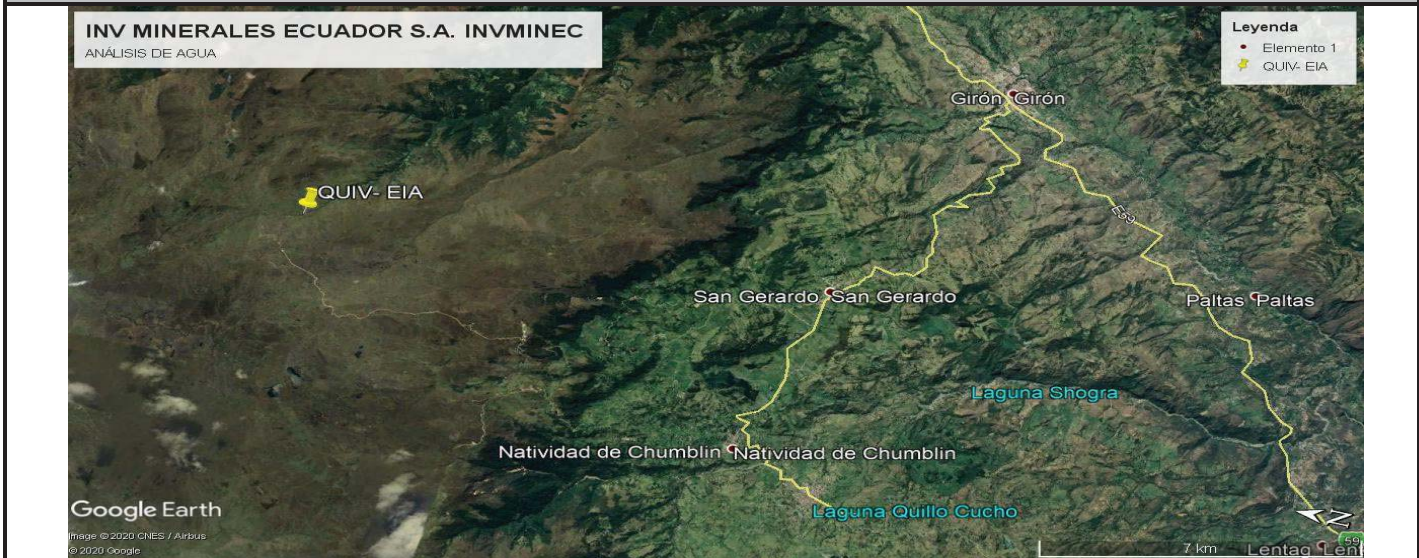 INV MINERALES ECUADOR S.A. INVMINEC
ANÁLISIS DE AGUA
Leyenda
Elemento 1
QUIV- EIA
Girón Girón
QUIV- EIA
E59
San Gerardo San Gerardo
Paltas Paltas
Laguna Shogra
Natividad de Chumblin Natividad de Chumblin
Laguna Quillo Cucho
Google Earth
Image © 2020 CNES / Airbus
© 2020 Google
N
59
7 km
Lentag Lent